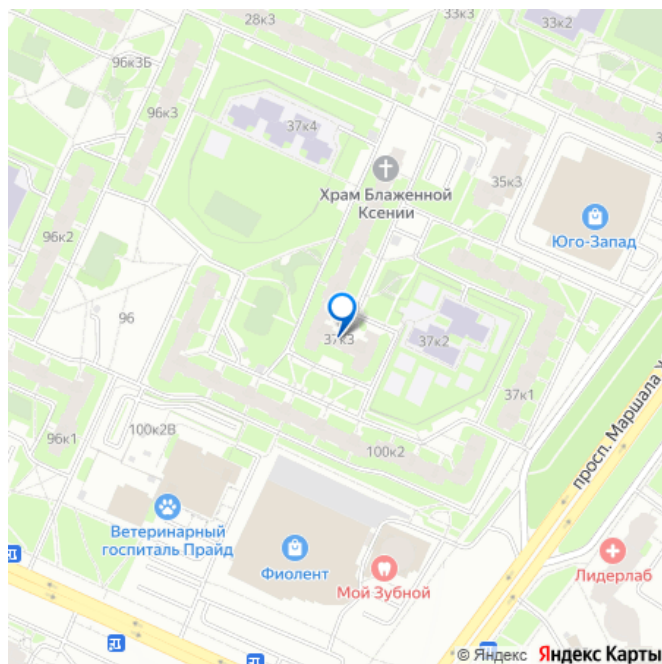 28к3
33к3
33к2
96к3Б
96к3
37к4
Храм Блаженной
Ксении
35к3
Юго-Запад
96к2
96
37к3
37к2
37к1
просп. Маршала
100к2В
96к1
100к2
Ветеринарный
госпиталь Прайд
Фиолент
Мой Зубной
Лидерлаб
© Яндекс Яндекс Карты